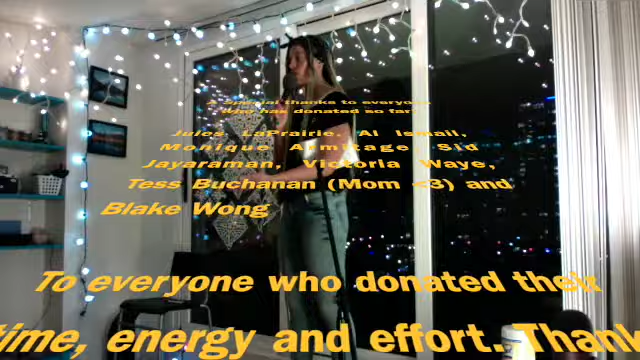 A special thanks to everyone
who has donated so far
Jules LaPrairie, Al Ismail,
Monique Armitage Sid
Jayaraman, Victoria Waye,
Tess Buchanan (Mom <3) and
Blake Wong
To everyone who donated their
time, energy and effort. Thank